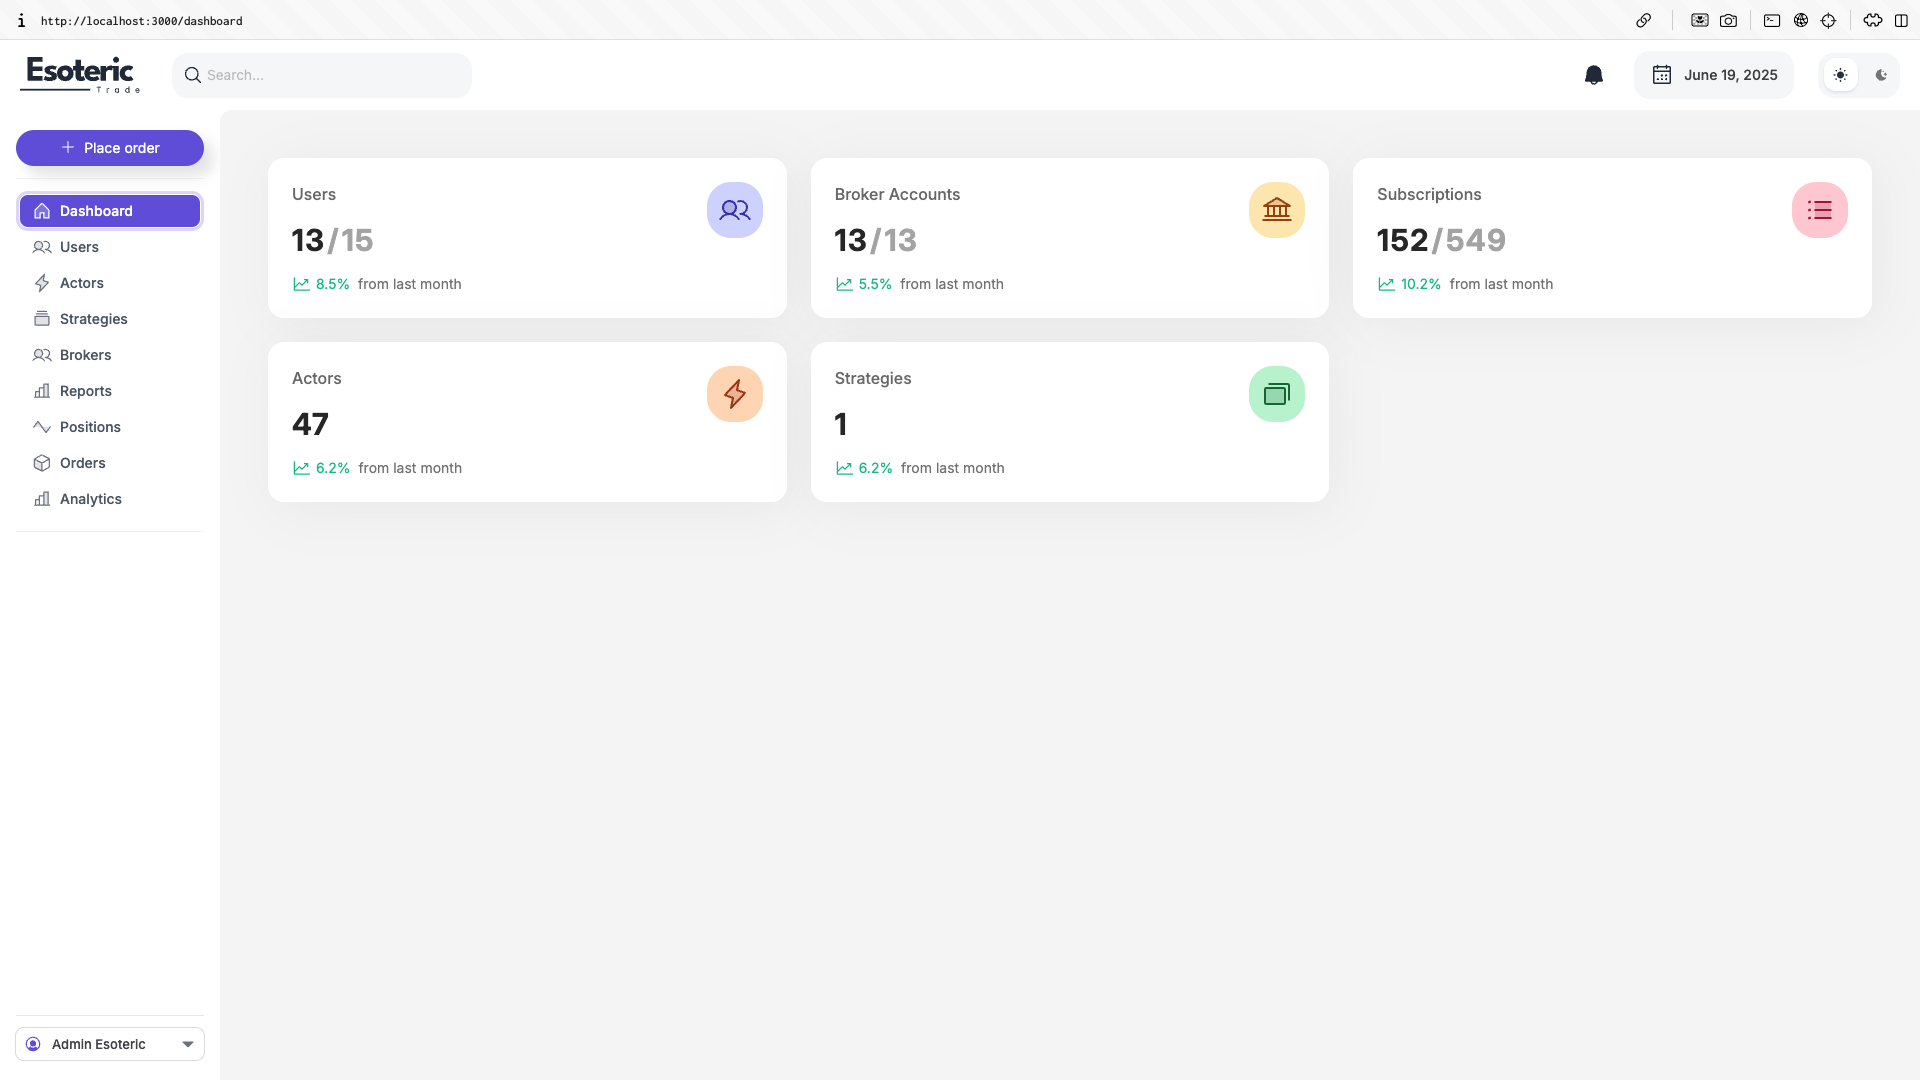 http://localhost:3000/dashboard
Esoteric
Trade
Search...
June 19, 2025
Place order
Dashboard
Users
Actors
Strategies
Brokers
Reports
Positions
Orders
Analytics
Admin Esoteric
Users
13/15
8.5% from last month
Broker Accounts
13/13
5.5% from last month
Subscriptions
152/549
10.2% from last month
Actors
47
6.2% from last month
Strategies
1
6.2% from last month